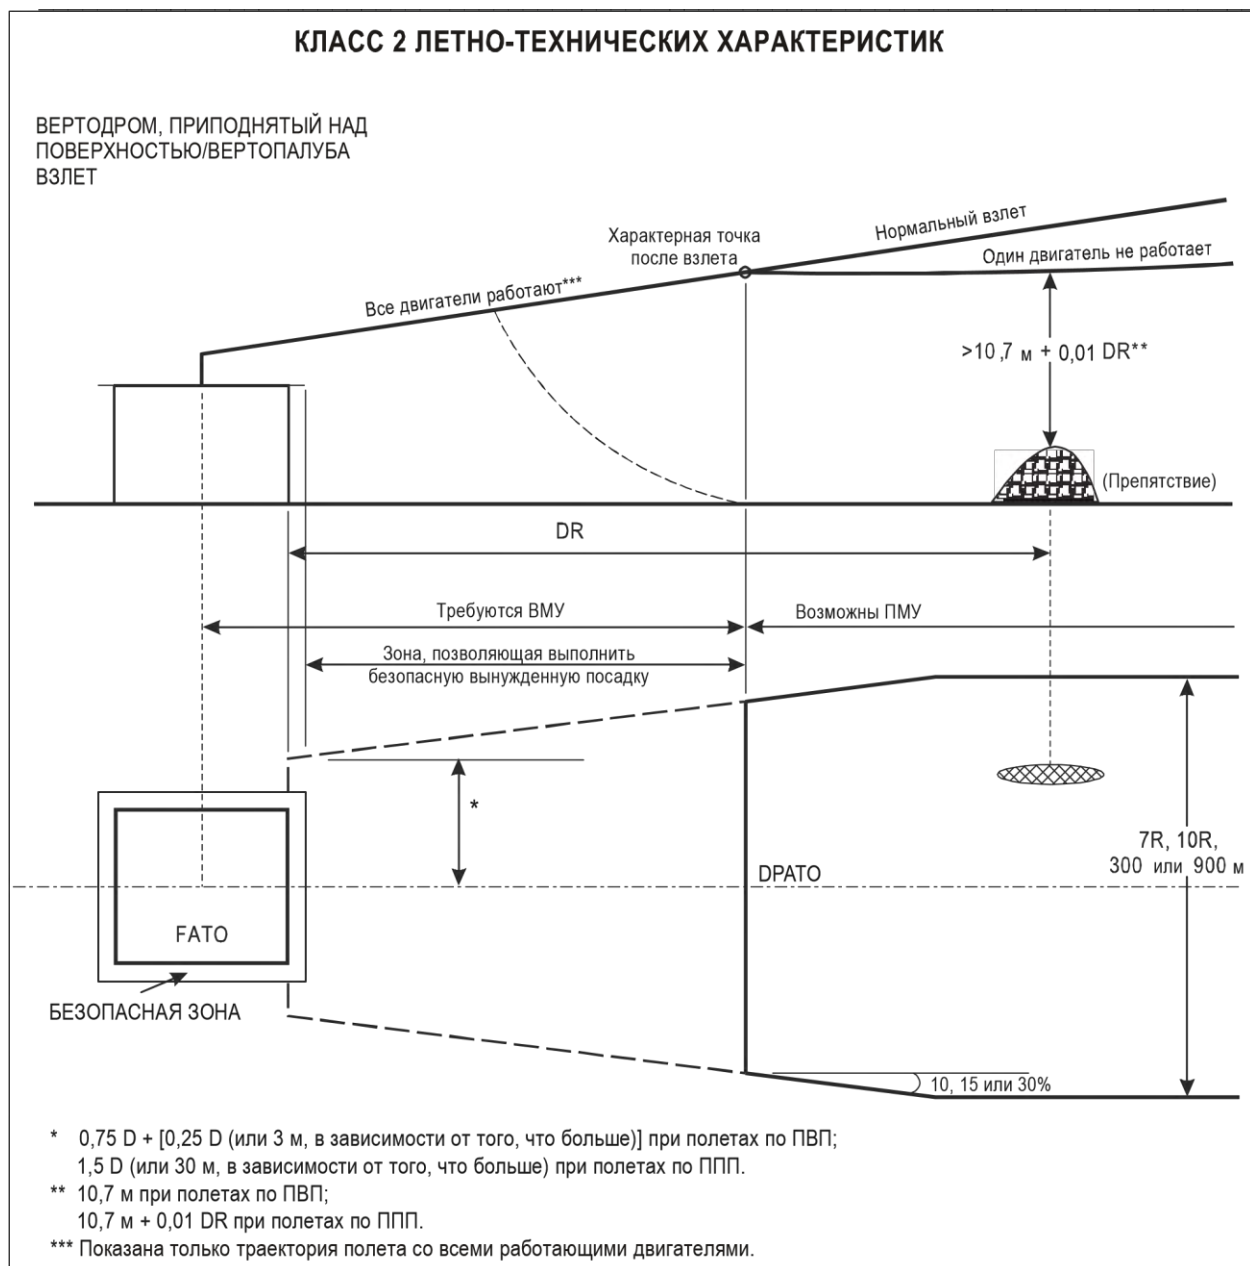 КЛАСС 2 ЛЕТНО-ТЕХНИЧЕСКИХ ХАРАКТЕРИСТИК
ВЕРТОДРОМ, ПРИПОДНЯТЫЙ НАД
ПОВЕРХНОСТЬЮ/ВЕРТОПАЛУБА
ВЗЛЕТ
Характерная точка
после взлета
Нормальный взлет
Один двигатель не работает
Все двигатели работают***
>10,7 м + 0,01 DR**
(Препятствие)
DR
Требуются ВМУ
Возможны ПМУ
Зона, позволяющая выполнить
безопасную вынужденную посадку
*
7R, 10R,
300 или 900 м
DPATO
FATO
БЕЗОПАСНАЯ ЗОНА
10, 15 или 30%
* 0,75 D + [0,25 D (или 3 м, в зависимости от того, что больше)] при полетах по ПВП;
1,5 D (или 30 м, в зависимости от того, что больше) при полетах по ППП.
** 10,7 м при полетах по ПВП;
10,7 м + 0,01 DR при полетах по ППП.
*** Показана только траектория полета со всеми работающими двигателями.